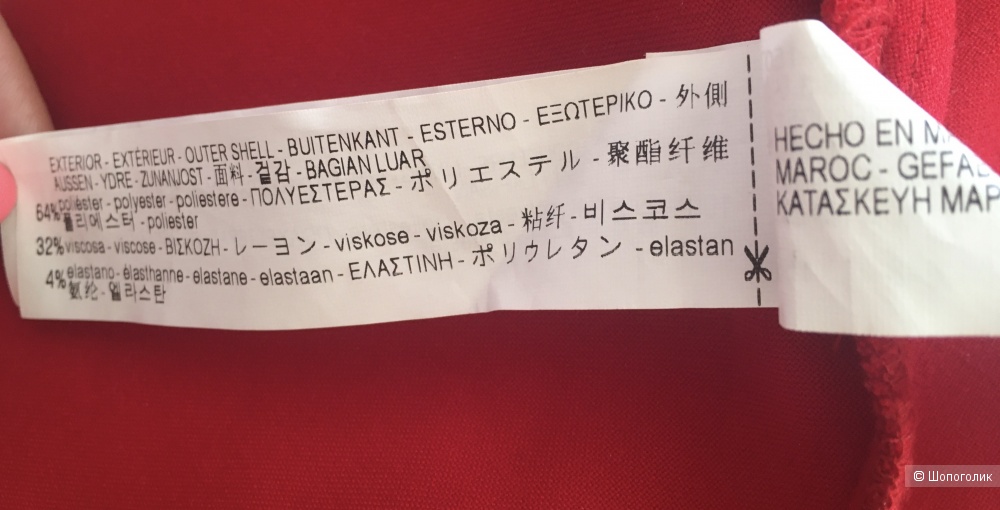 EXTERIOR - EXTÉRIEUR - OUTER SHELL - BUITENKANT - ESTERNO - ΕΞΩΤΕΡΙΚΟ - 外側
AUSSEN - YDRE - ZUNANJOST - 面料 - 겉감 - BAGIAN LUAR
64% poliéster - polyester - poliestere - ΠΟΛΥΕΣΤΕΡΑΣ - ポリエステル - 聚酯纤维
폴리에스터 - poliester
32% viscosa - viscose - ΒΙΣΚΟΖΗ - レーヨン - viskose - viskoza - 粘纤 - 비스코스
4% elastano - élasthanne - elastane - elastaan - ΕΛΑΣΤΙΝΗ - ポリウレタン - elastan
氨纶 - 엘라스탄
HECHO EN
MAROC -
ΚΑΤΑΣΚΕΥΗ
© Шопоголик